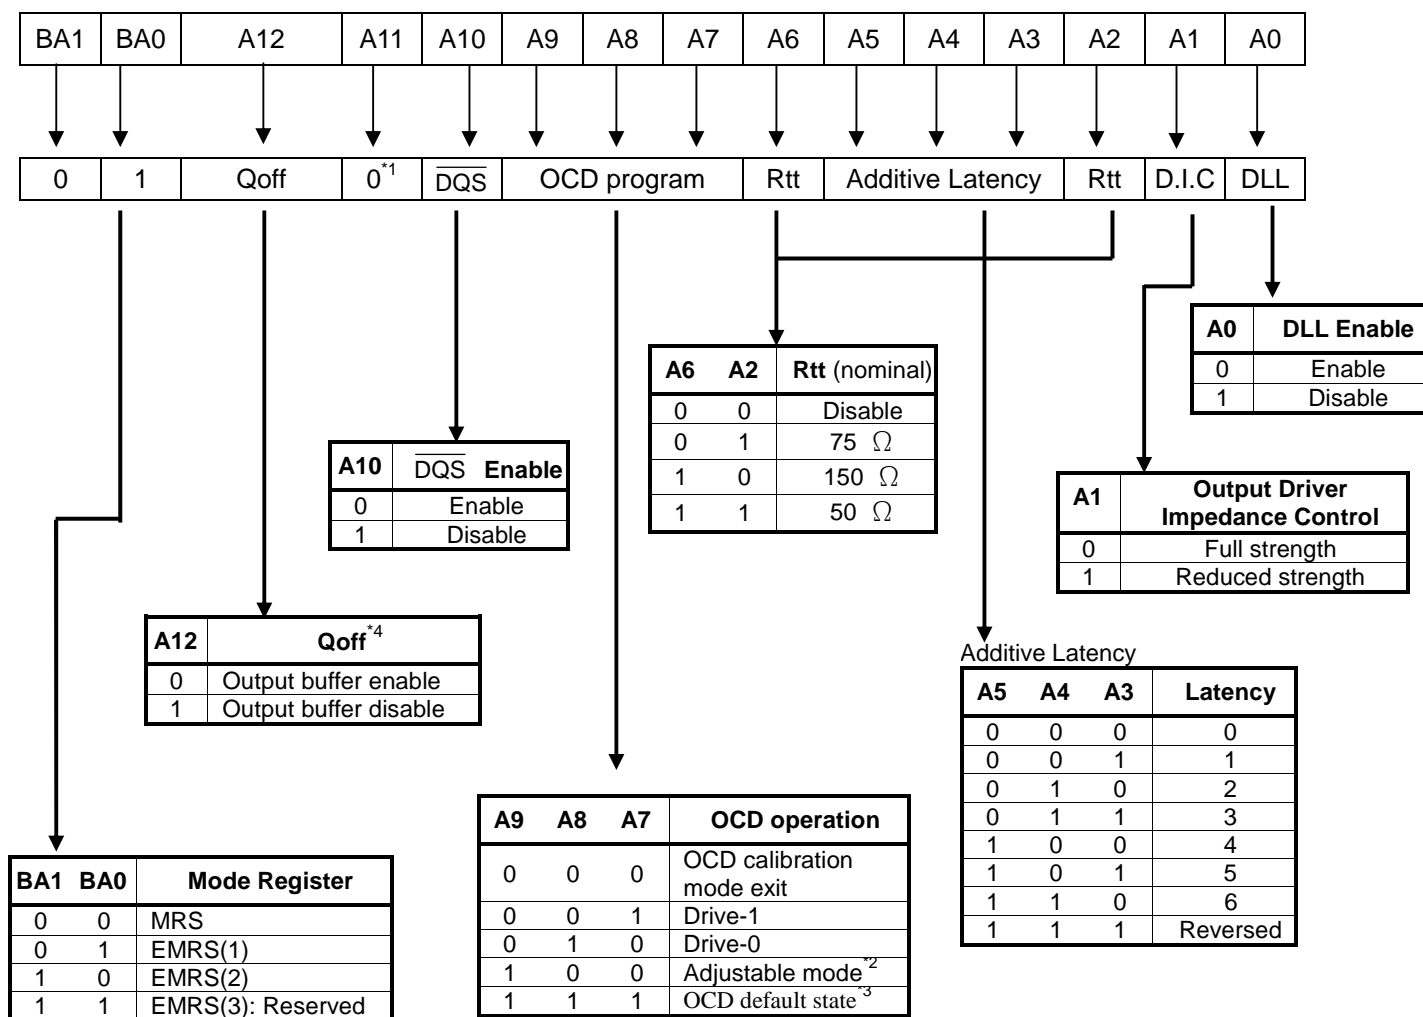 BA1 BA0 A12 A11 A10 A9 A8 A7 A6 A5 A4 A3 A2 A1 A0
0 1 Qoff 0*1 DQS OCD program Rtt Additive Latency Rtt D.I.C DLL
A0 DLL Enable
0 Enable
1 Disable
A6 A2 Rtt (nominal)
0 0 Disable
0 1 75 Ω
1 0 150 Ω
1 1 50 Ω
A10 DQS Enable
0 Enable
1 Disable
A1 Output Driver
Impedance Control
0 Full strength
1 Reduced strength
A12 Qoff*4
0 Output buffer enable
1 Output buffer disable
Additive Latency
A5 A4 A3 Latency
0 0 0 0
0 0 1 1
0 1 0 2
0 1 1 3
1 0 0 4
1 0 1 5
1 1 0 6
1 1 1 Reversed
A9 A8 A7 OCD operation
0 0 0 OCD calibration
mode exit
0 0 1 Drive-1
0 1 0 Drive-0
1 0 0 Adjustable mode*2
1 1 1 OCD default state*3
BA1 BA0 Mode Register
0 0 MRS
0 1 EMRS(1)
1 0 EMRS(2)
1 1 EMRS(3): Reserved